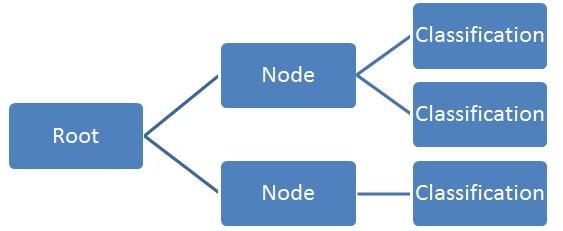 Root
Node
Node
Classification
Classification
Classification